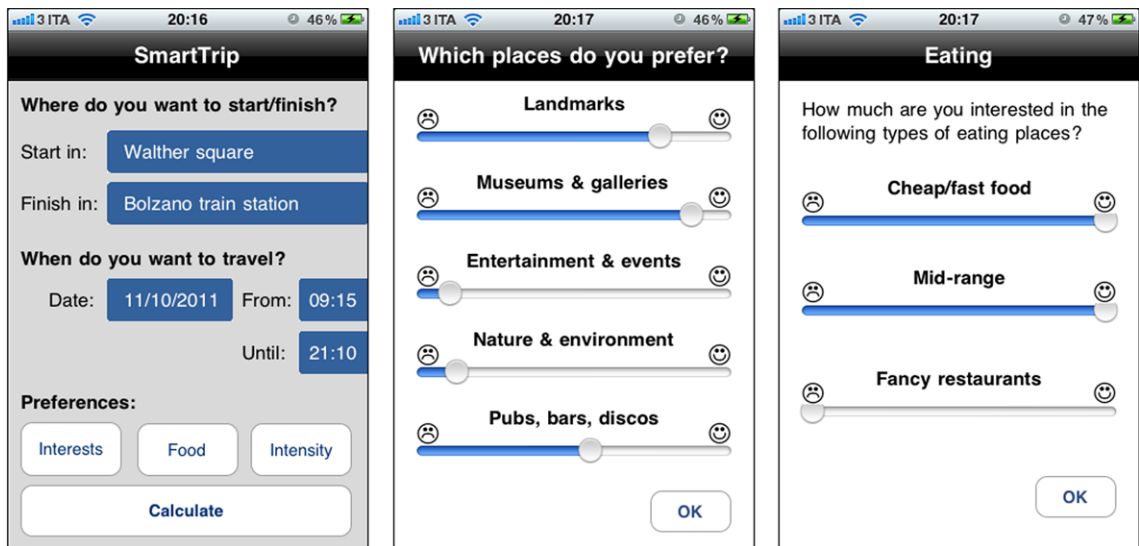 3 ITA 20:16 46%
SmartTrip
Where do you want to start/finish?
Start in: Walther square
Finish in: Bolzano train station
When do you want to travel?
Date: 11/10/2011 From: 09:15
Until: 21:10
Preferences:
Interests Food Intensity
Calculate
3 ITA 20:17 46%
Which places do you prefer?
Landmarks
Museums & galleries
Entertainment & events
Nature & environment
Pubs, bars, discos
OK
3 ITA 20:17 47%
Eating
How much are you interested in the
following types of eating places?
Cheap/fast food
Mid-range
Fancy restaurants
OK